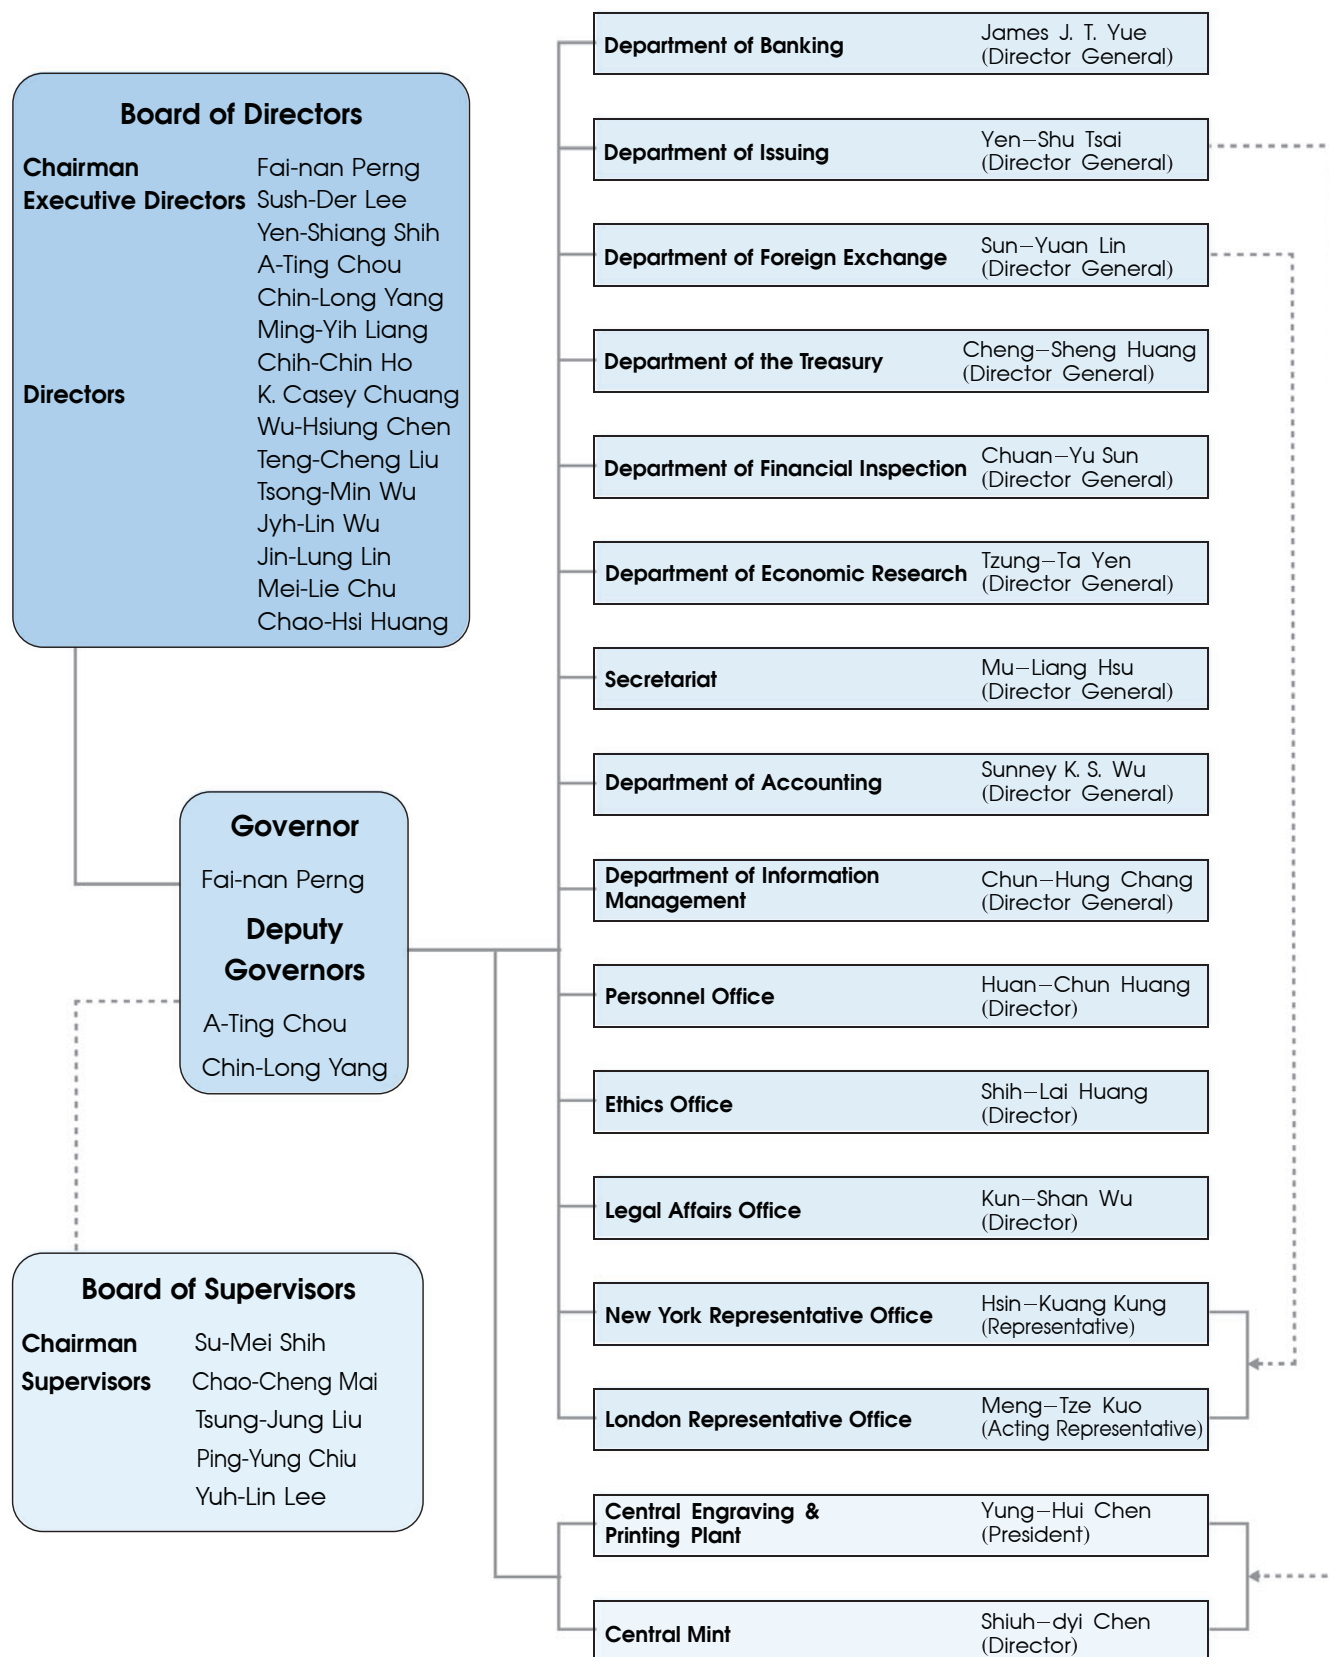 Board of Directors
Chairman Fai-nan Perng
Executive Directors Sush-Der Lee
Yen-Shiang Shih
A-Ting Chou
Chin-Long Yang
Ming-Yih Liang
Chih-Chin Ho
Directors K. Casey Chuang
Wu-Hsiung Chen
Teng-Cheng Liu
Tsong-Min Wu
Jyh-Lin Wu
Jin-Lung Lin
Mei-Lie Chu
Chao-Hsi Huang
Governor
Fai-nan Perng
Deputy
Governors
A-Ting Chou
Chin-Long Yang
Board of Supervisors
Chairman Su-Mei Shih
Supervisors Chao-Cheng Mai
Tsung-Jung Liu
Ping-Yung Chiu
Yuh-Lin Lee
Department of Banking James J. T. Yue
(Director General)
Department of Issuing Yen–Shu Tsai
(Director General)
Department of Foreign Exchange Sun–Yuan Lin
(Director General)
Department of the Treasury Cheng–Sheng Huang
(Director General)
Department of Financial Inspection Chuan–Yu Sun
(Director General)
Department of Economic Research Tzung–Ta Yen
(Director General)
Secretariat Mu–Liang Hsu
(Director General)
Department of Accounting Sunney K. S. Wu
(Director General)
Department of Information Chun–Hung Chang
Management (Director General)
Personnel Office Huan–Chun Huang
(Director)
Ethics Office Shih–Lai Huang
(Director)
Legal Affairs Office Kun–Shan Wu
(Director)
New York Representative Office Hsin–Kuang Kung
(Representative)
London Representative Office Meng–Tze Kuo
(Acting Representative)
Central Engraving & Yung–Hui Chen
Printing Plant (President)
Central Mint Shiuh–dyi Chen
(Director)